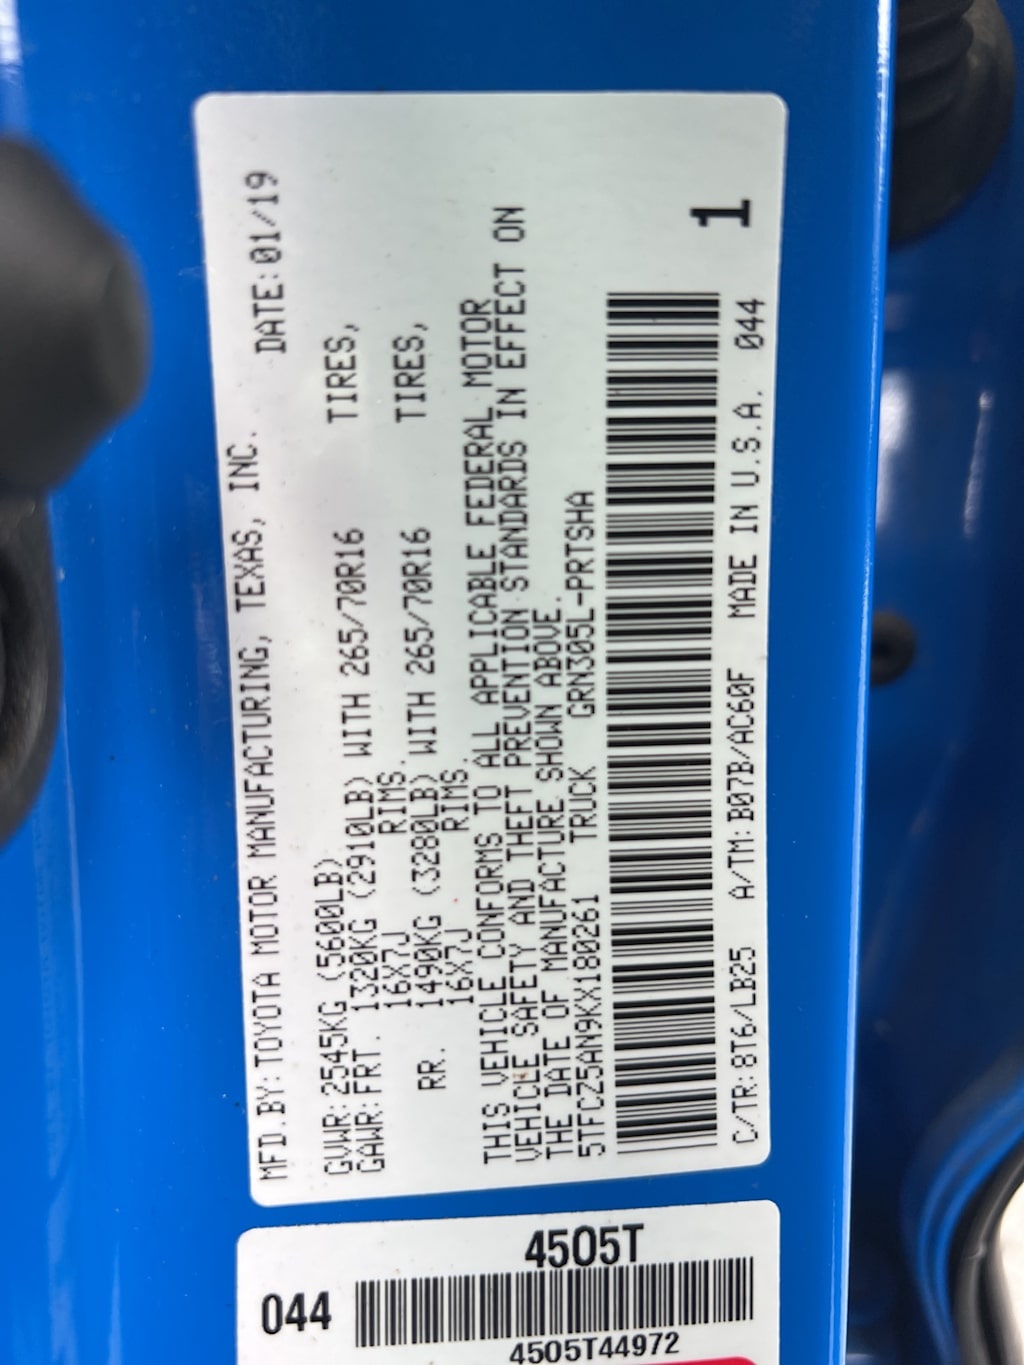 MFD.BY: TOYOTA MOTOR MANUFACTURING, TEXAS, INC.
DATE: 01/19
GVWR: 2545KG (5600LB)
GAWR: FRT. 1320KG (2910LB) WITH 265/70R16 TIRES,
16X7J RIMS.
RR. 1490KG (3280LB) WITH 265/70R16 TIRES,
16X7J RIMS.
THIS VEHICLE CONFORMS TO ALL APPLICABLE FEDERAL MOTOR
VEHICLE SAFETY AND THEFT PREVENTION STANDARDS IN EFFECT ON
THE DATE OF MANUFACTURE SHOWN ABOVE.
5TFCZ5AN9KX180261 TRUCK GRN305L-PRTSHA
1
C/TR: 8T6/LB25 A/TM: B07B/AC60F MADE IN U.S.A. 044
4505T
044
4505T44972